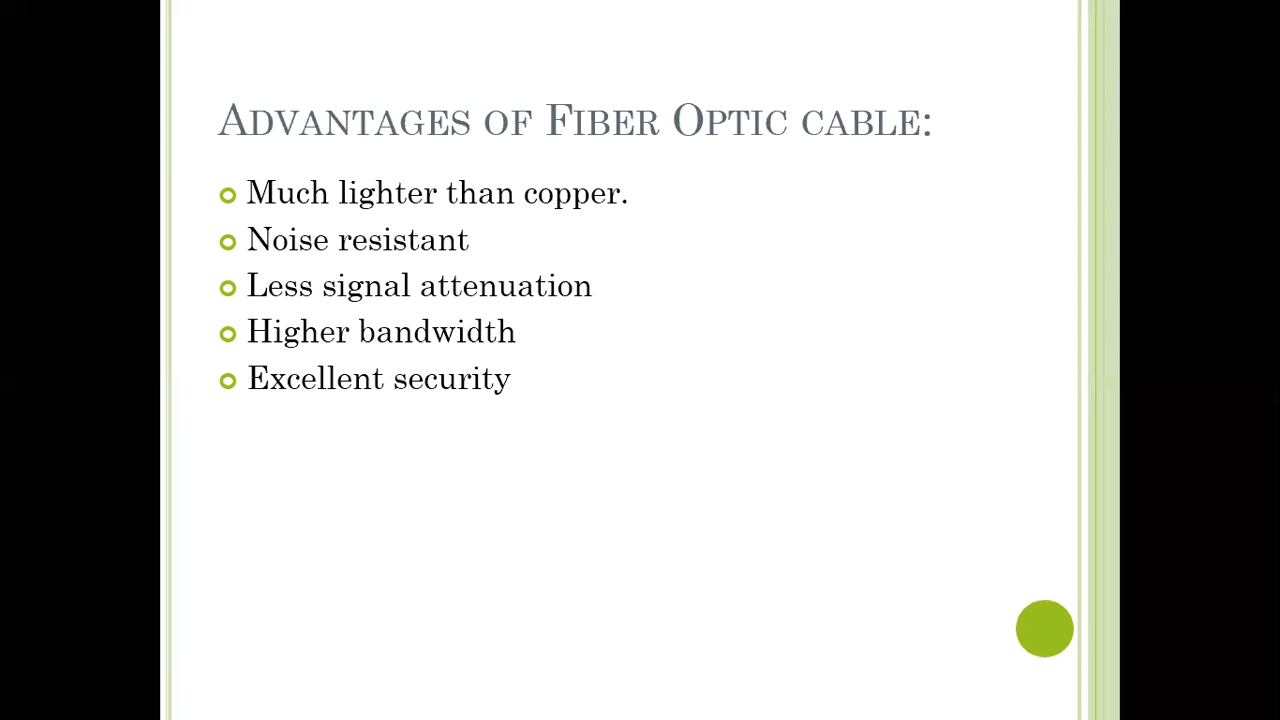 Advantages of Fiber Optic cable:
Much lighter than copper.
Noise resistant
Less signal attenuation
Higher bandwidth
Excellent security